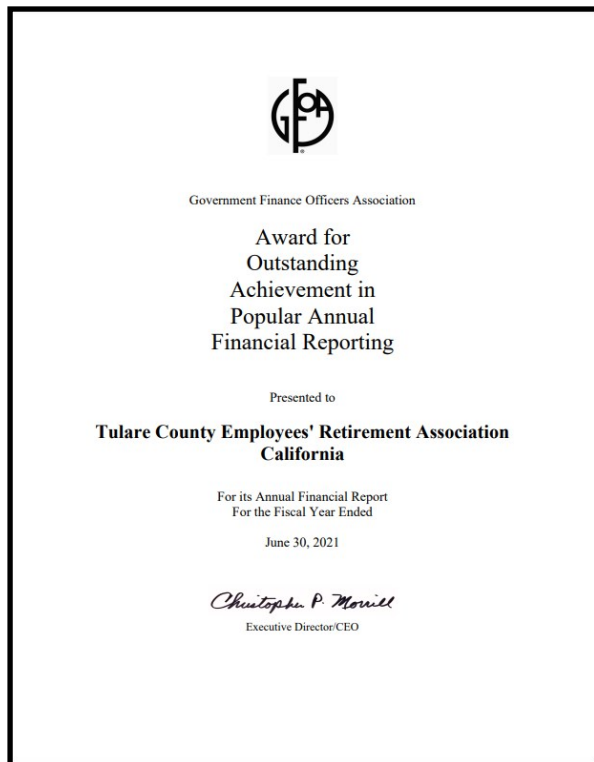 GFOA
Government Finance Officers Association
Award for
Outstanding
Achievement in
Popular Annual
Financial Reporting
Presented to
Tulare County Employees' Retirement Association
California
For its Annual Financial Report
For the Fiscal Year Ended
June 30, 2021
Christopher P. Morrill
Executive Director/CEO